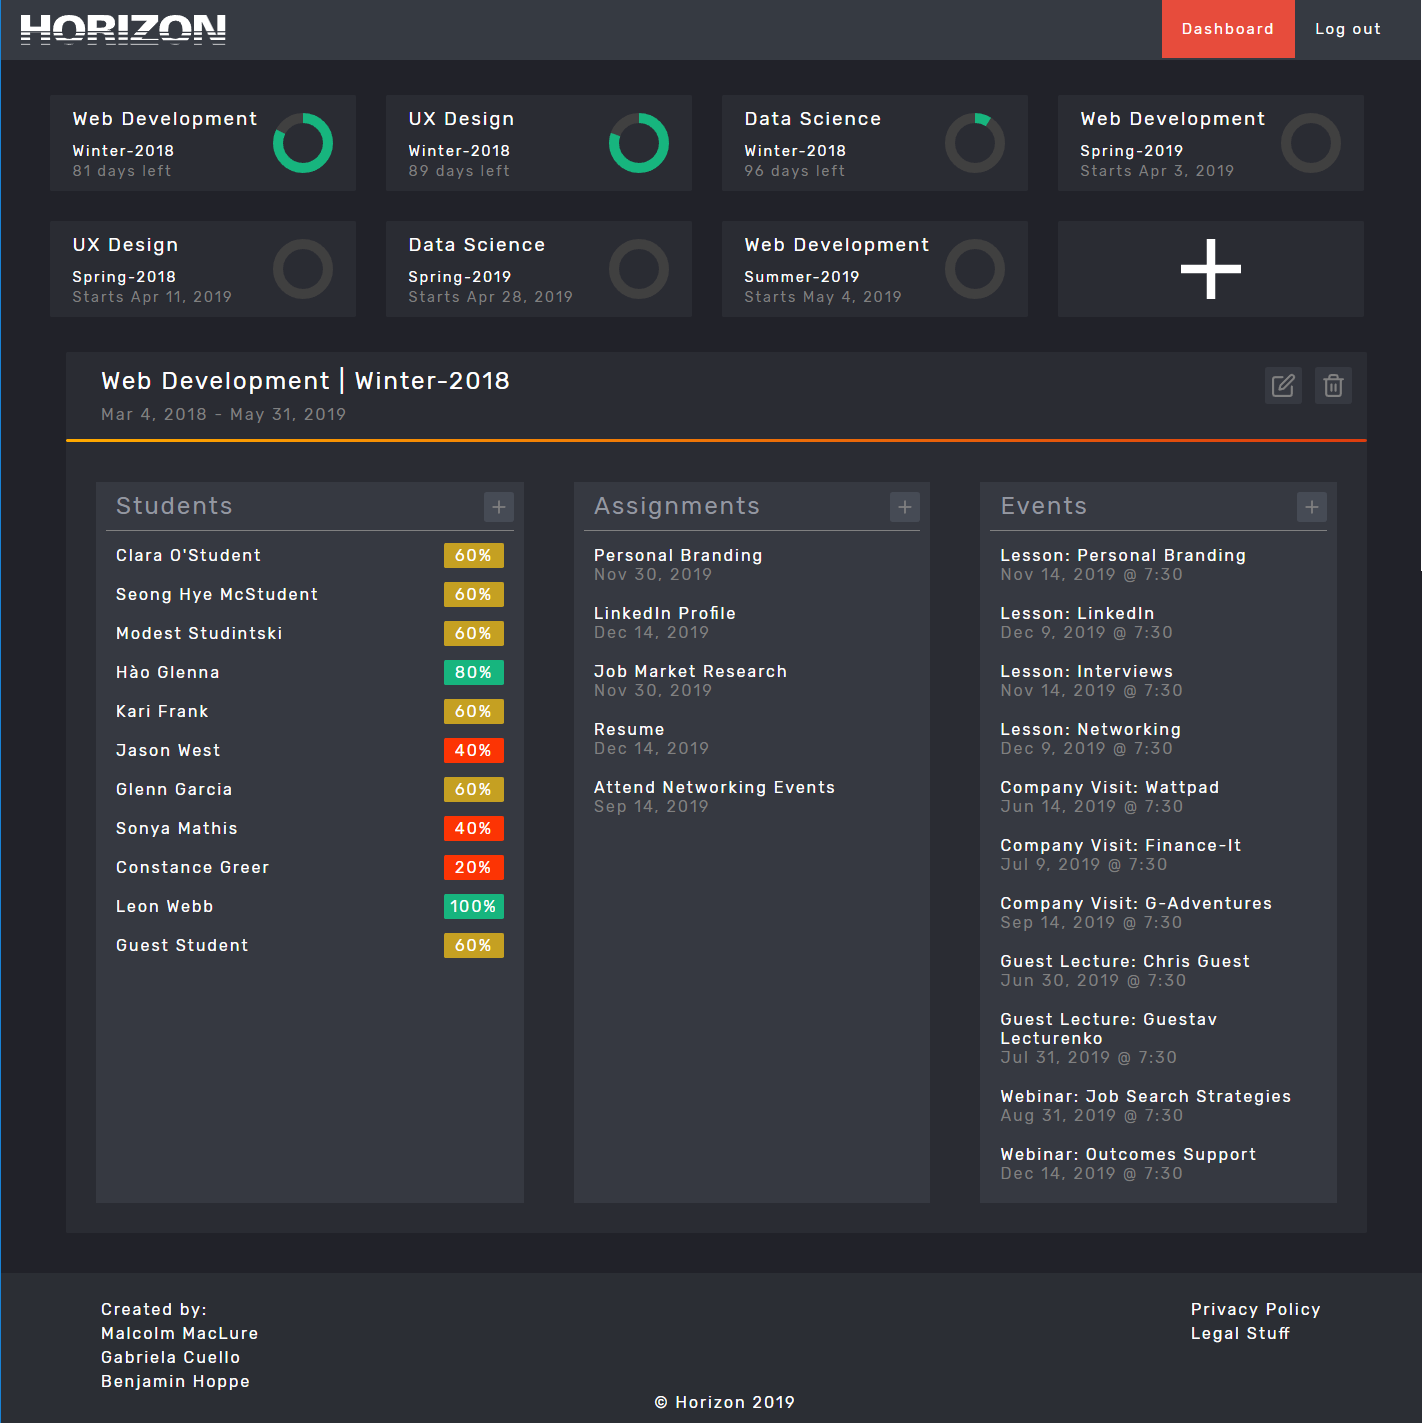 HORIZON
Dashboard
Log out
Web Development
Winter-2018
81 days left
UX Design
Winter-2018
89 days left
Data Science
Winter-2018
96 days left
Web Development
Spring-2019
Starts Apr 3, 2019
UX Design
Spring-2018
Starts Apr 11, 2019
Data Science
Spring-2019
Starts Apr 28, 2019
Web Development
Summer-2019
Starts May 4, 2019
Web Development | Winter-2018
Mar 4, 2018 - May 31, 2019
Students
Clara O'Student 60%
Seong Hye McStudent 60%
Modest Studintski 60%
Hào Glenna 80%
Kari Frank 60%
Jason West 40%
Glenn Garcia 60%
Sonya Mathis 40%
Constance Greer 20%
Leon Webb 100%
Guest Student 60%
Assignments
Personal Branding
Nov 30, 2019
LinkedIn Profile
Dec 14, 2019
Job Market Research
Nov 30, 2019
Resume
Dec 14, 2019
Attend Networking Events
Sep 14, 2019
Events
Lesson: Personal Branding
Nov 14, 2019 @ 7:30
Lesson: LinkedIn
Dec 9, 2019 @ 7:30
Lesson: Interviews
Nov 14, 2019 @ 7:30
Lesson: Networking
Dec 9, 2019 @ 7:30
Company Visit: Wattpad
Jun 14, 2019 @ 7:30
Company Visit: Finance-It
Jul 9, 2019 @ 7:30
Company Visit: G-Adventures
Sep 14, 2019 @ 7:30
Guest Lecture: Chris Guest
Jun 30, 2019 @ 7:30
Guest Lecture: Guestav
Lecturenko
Jul 31, 2019 @ 7:30
Webinar: Job Search Strategies
Aug 31, 2019 @ 7:30
Webinar: Outcomes Support
Dec 14, 2019 @ 7:30
Created by:
Malcolm MacLure
Gabriela Cuello
Benjamin Hoppe
Privacy Policy
Legal Stuff
© Horizon 2019